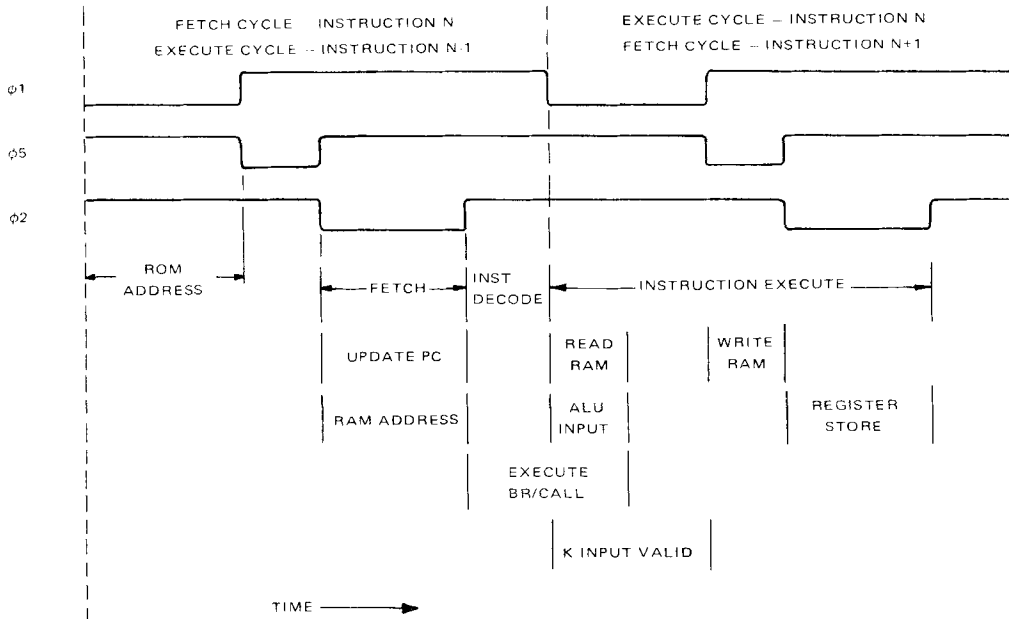 FETCH CYCLE   INSTRUCTION N
EXECUTE CYCLE – INSTRUCTION N-1
EXECUTE CYCLE – INSTRUCTION N
FETCH CYCLE – INSTRUCTION N+1
φ1
φ5
φ2
ROM
ADDRESS
FETCH
INST
DECODE
INSTRUCTION EXECUTE
UPDATE PC
READ
RAM
WRITE
RAM
RAM ADDRESS
ALU
INPUT
REGISTER
STORE
EXECUTE
BR/CALL
K INPUT VALID
TIME